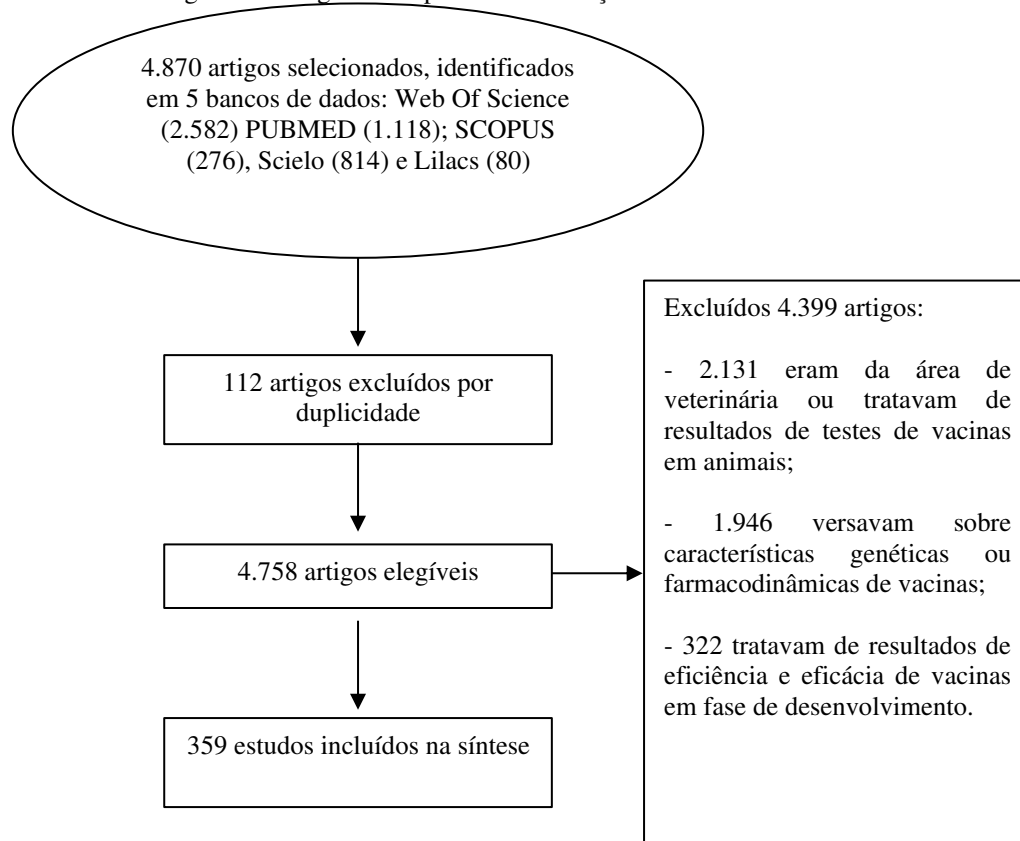 4.870 artigos selecionados, identificados
em 5 bancos de dados: Web Of Science
(2.582) PUBMED (1.118); SCOPUS
(276), Scielo (814) e Lilacs (80)
112 artigos excluídos por
duplicidade
4.758 artigos elegíveis
359 estudos incluídos na síntese
Excluídos 4.399 artigos:
- 2.131 eram da área de
veterinária ou tratavam de
resultados de testes de vacinas
em animais;
- 1.946 versavam sobre
características genéticas ou
farmacodinâmicas de vacinas;
- 322 tratavam de resultados de
eficiência e eficácia de vacinas
em fase de desenvolvimento.